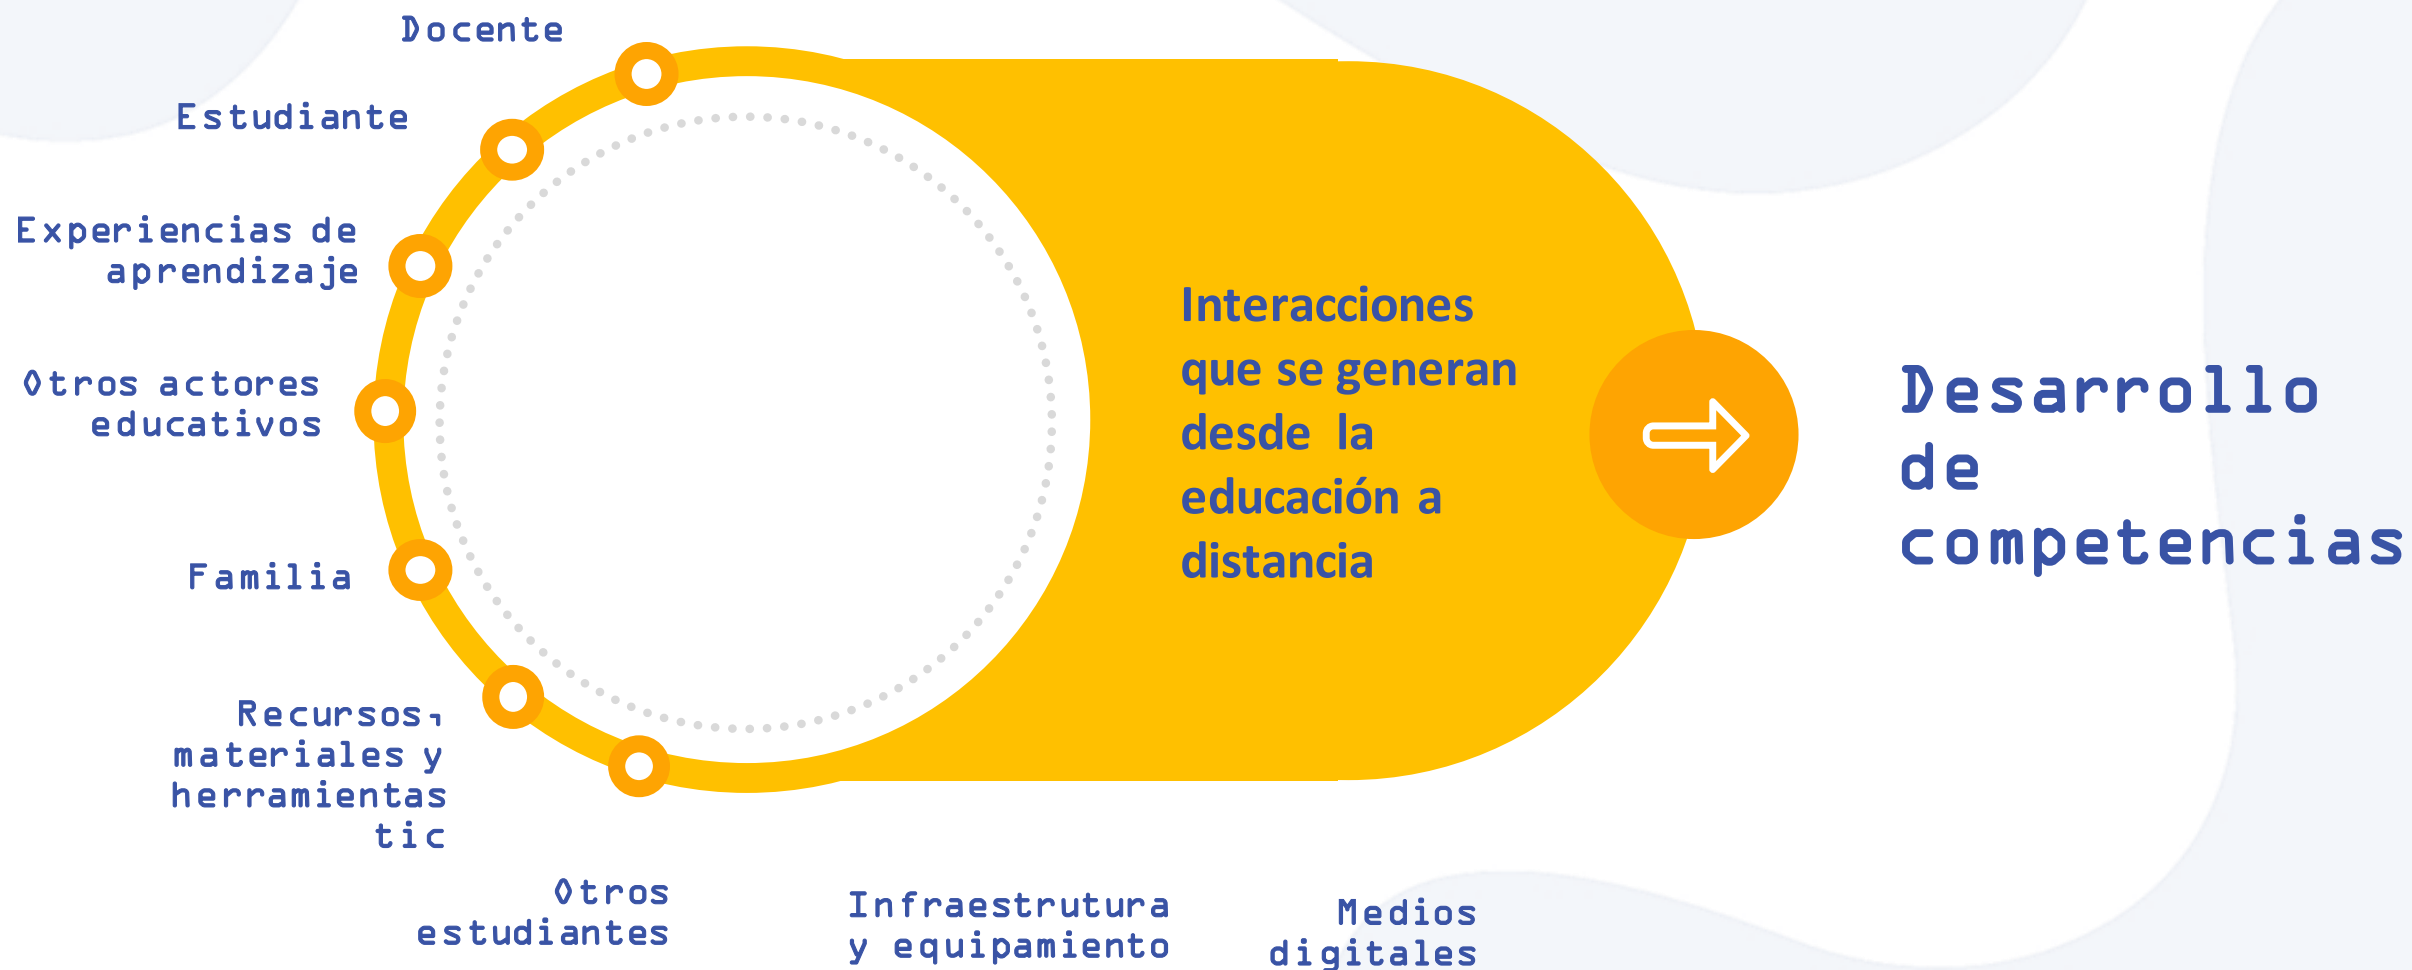 Docente
Estudiante
Experiencias de
aprendizaje
Otros actores
educativos
Familia
Recursos,
materiales y
herramientas
tic
Otros
estudiantes
Infraestrutura
y equipamiento
Medios
digitales
Interacciones
que se generan
desde la
educación a
distancia
Desarrollo
de
competencias